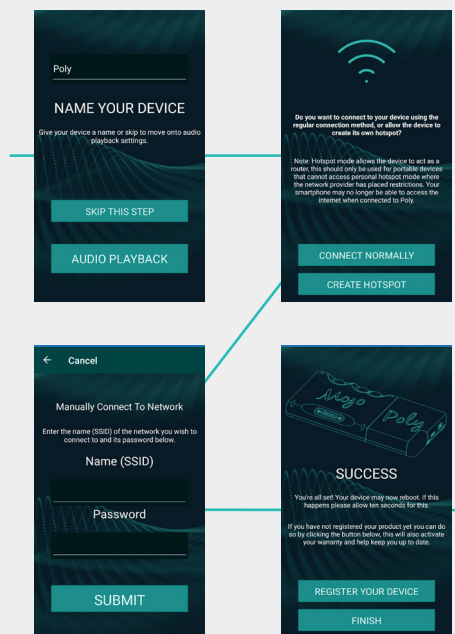 Poly
NAME YOUR DEVICE
Give your device a name or skip to move onto audio
playback settings.
SKIP THIS STEP
AUDIO PLAYBACK
Do you want to connect to your device using the
regular connection method, or allow the device to
create its own hotspot?
Note: Hotspot mode allows the device to act as a
router, this should only be used for portable devices
that cannot access personal hotspot mode where
the network provider has placed restrictions. Your
smartphone may no longer be able to access the
internet when connected to Poly.
CONNECT NORMALLY
CREATE HOTSPOT
Cancel
Manually Connect To Network
Enter the name (SSID) of the network you wish to
connect to and its password below.
Name (SSID)
Password
SUBMIT
Mojo
Poly
SUCCESS
You're all set! Your device may now reboot. If this
happens please allow ten seconds for this.
If you have not registered your product yet you can do
so by clicking the button below, this will also activate
your warranty and help keep you up to date.
REGISTER YOUR DEVICE
FINISH